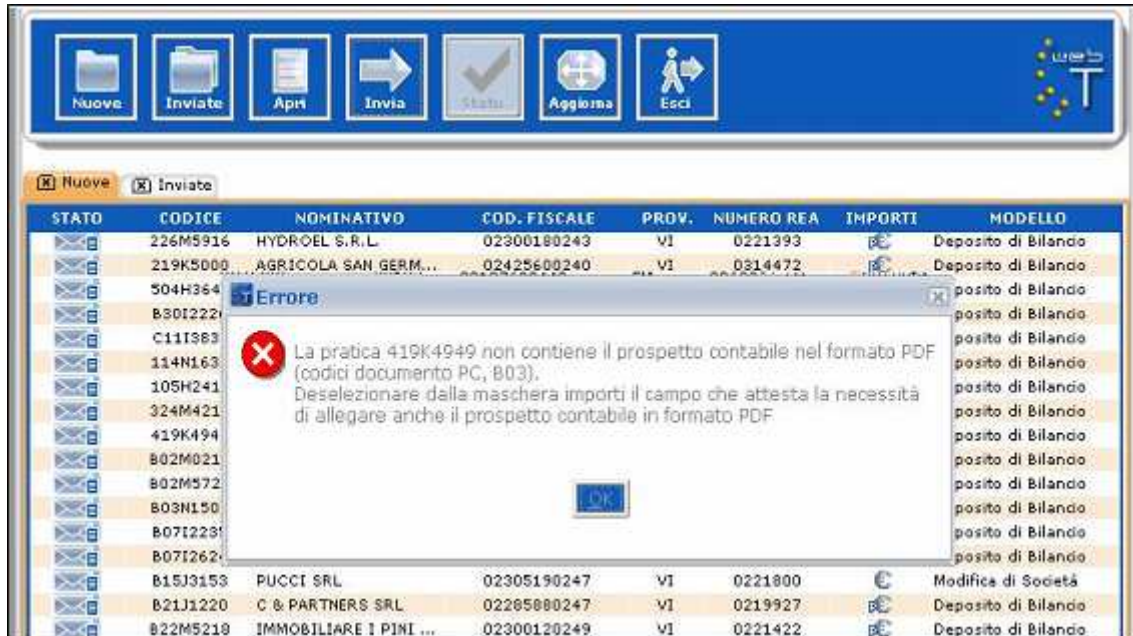 Nuove Inviate Apri Invia Stato Aggiorna Esci
web T
Nuove Inviate
STATO CODICE NOMINATIVO COD. FISCALE PROV. NUMERO REA IMPORTI MODELLO
226M5916 HYDROEL S.R.L. 02300180243 VI 0221393 Deposito di Bilancio
219K5000 AGRICOLA SAN GERM... 02425600240 VI 0314472 Deposito di Bilancio
504H364 posito di Bilancio
Errore
B30I222 posito di Bilancio
C11I383 posito di Bilancio
La pratica 419K4949 non contiene il prospetto contabile nel formato PDF
(codici documento PC, B03).
Deselezionare dalla maschera importi il campo che attesta la necessità
di allegare anche il prospetto contabile in formato PDF
OK
114N163 posito di Bilancio
105H241 posito di Bilancio
324M421 posito di Bilancio
419K494 posito di Bilancio
B02M021 posito di Bilancio
B02M572 posito di Bilancio
B03N150 posito di Bilancio
B07I223 posito di Bilancio
B07I262 posito di Bilancio
B15J3153 PUCCI SRL 02305190247 VI 0221800 € Modifica di Società
B21J1220 C & PARTNERS SRL 02285880247 VI 0219927 Deposito di Bilancio
B22M5218 IMMOBILIARE I PINI ... 02300120249 VI 0221422 Deposito di Bilancio